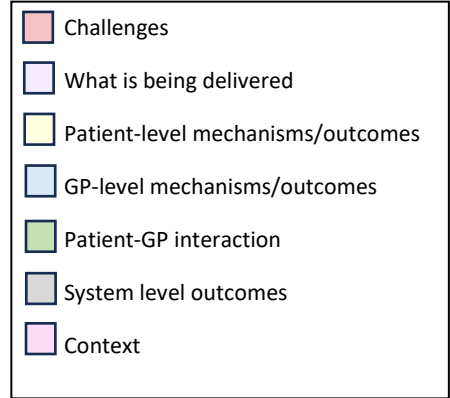 Challenges
What is being delivered
Patient-level mechanisms/outcomes
GP-level mechanisms/outcomes
Patient-GP interaction
System level outcomes
Context